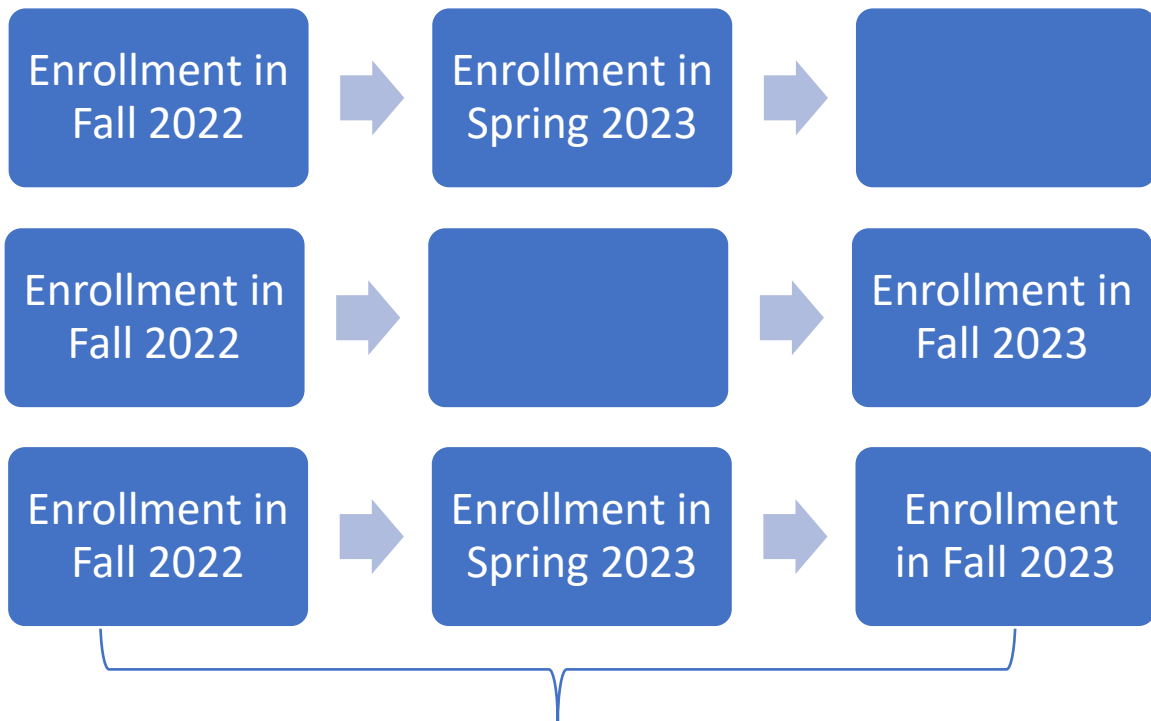 Enrollment in
Fall 2022
Enrollment in
Spring 2023
Enrollment in
Fall 2022
Enrollment in
Fall 2023
Enrollment in
Fall 2022
Enrollment in
Spring 2023
Enrollment
in Fall 2023